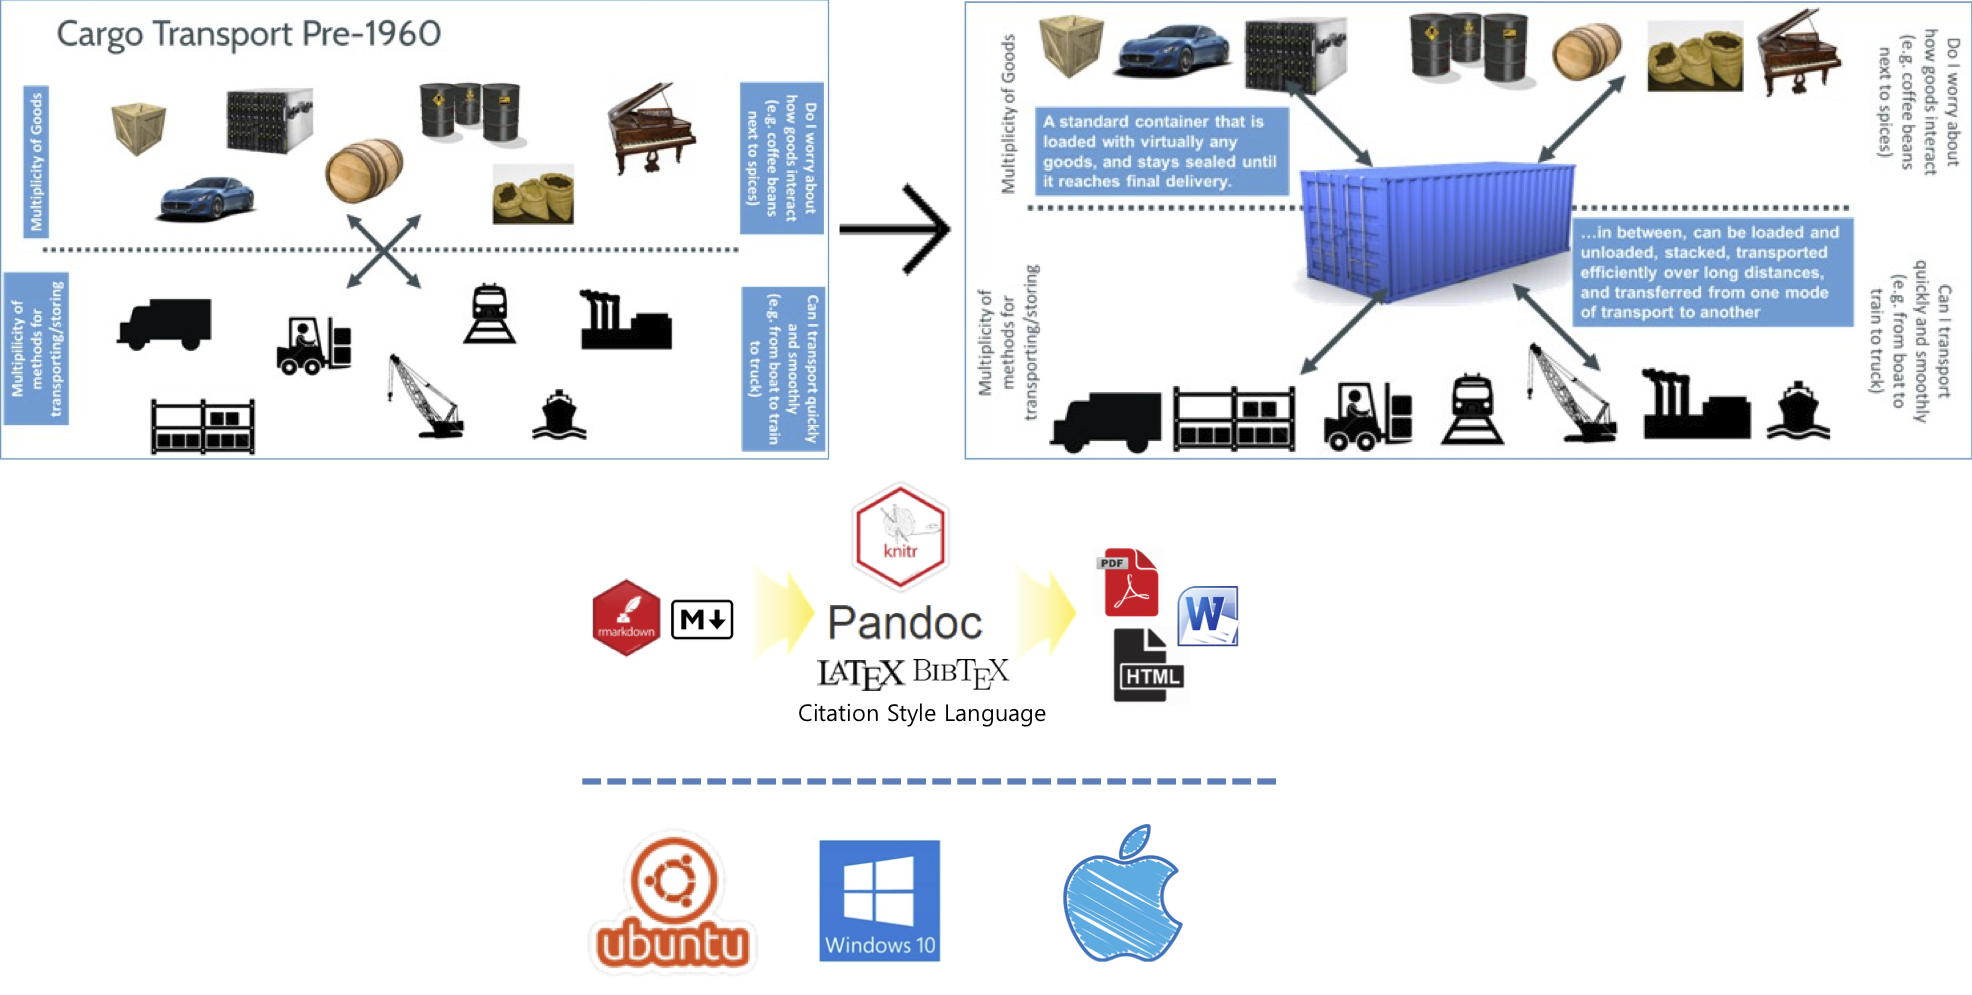 Cargo Transport Pre-1960
Multiplicity of Goods
Do I worry about
how goods interact
(e.g. coffee beans
next to spices)
Multipilicity of
methods for
transporting/storing
Can I transport quickly
and smoothly
(e.g. from boat to train
to truck)
Multiplicity of Goods
A standard container that is
loaded with virtually any
goods, and stays sealed until
it reaches final delivery.
Do I worry about
how goods interact
(e.g. coffee beans
next to spices)
Multiplicity of
methods for
transporting/storing
...in between, can be loaded and
unloaded, stacked, transported
efficiently over long distances,
and transferred from one mode
of transport to another
Can I transport
quickly and smoothly
(e.g. from boat to
train to truck)
knitr
rmarkdown
M
Pandoc
LATEX BIBTEX
Citation Style Language
PDF
W
HTML
ubuntu
Windows 10